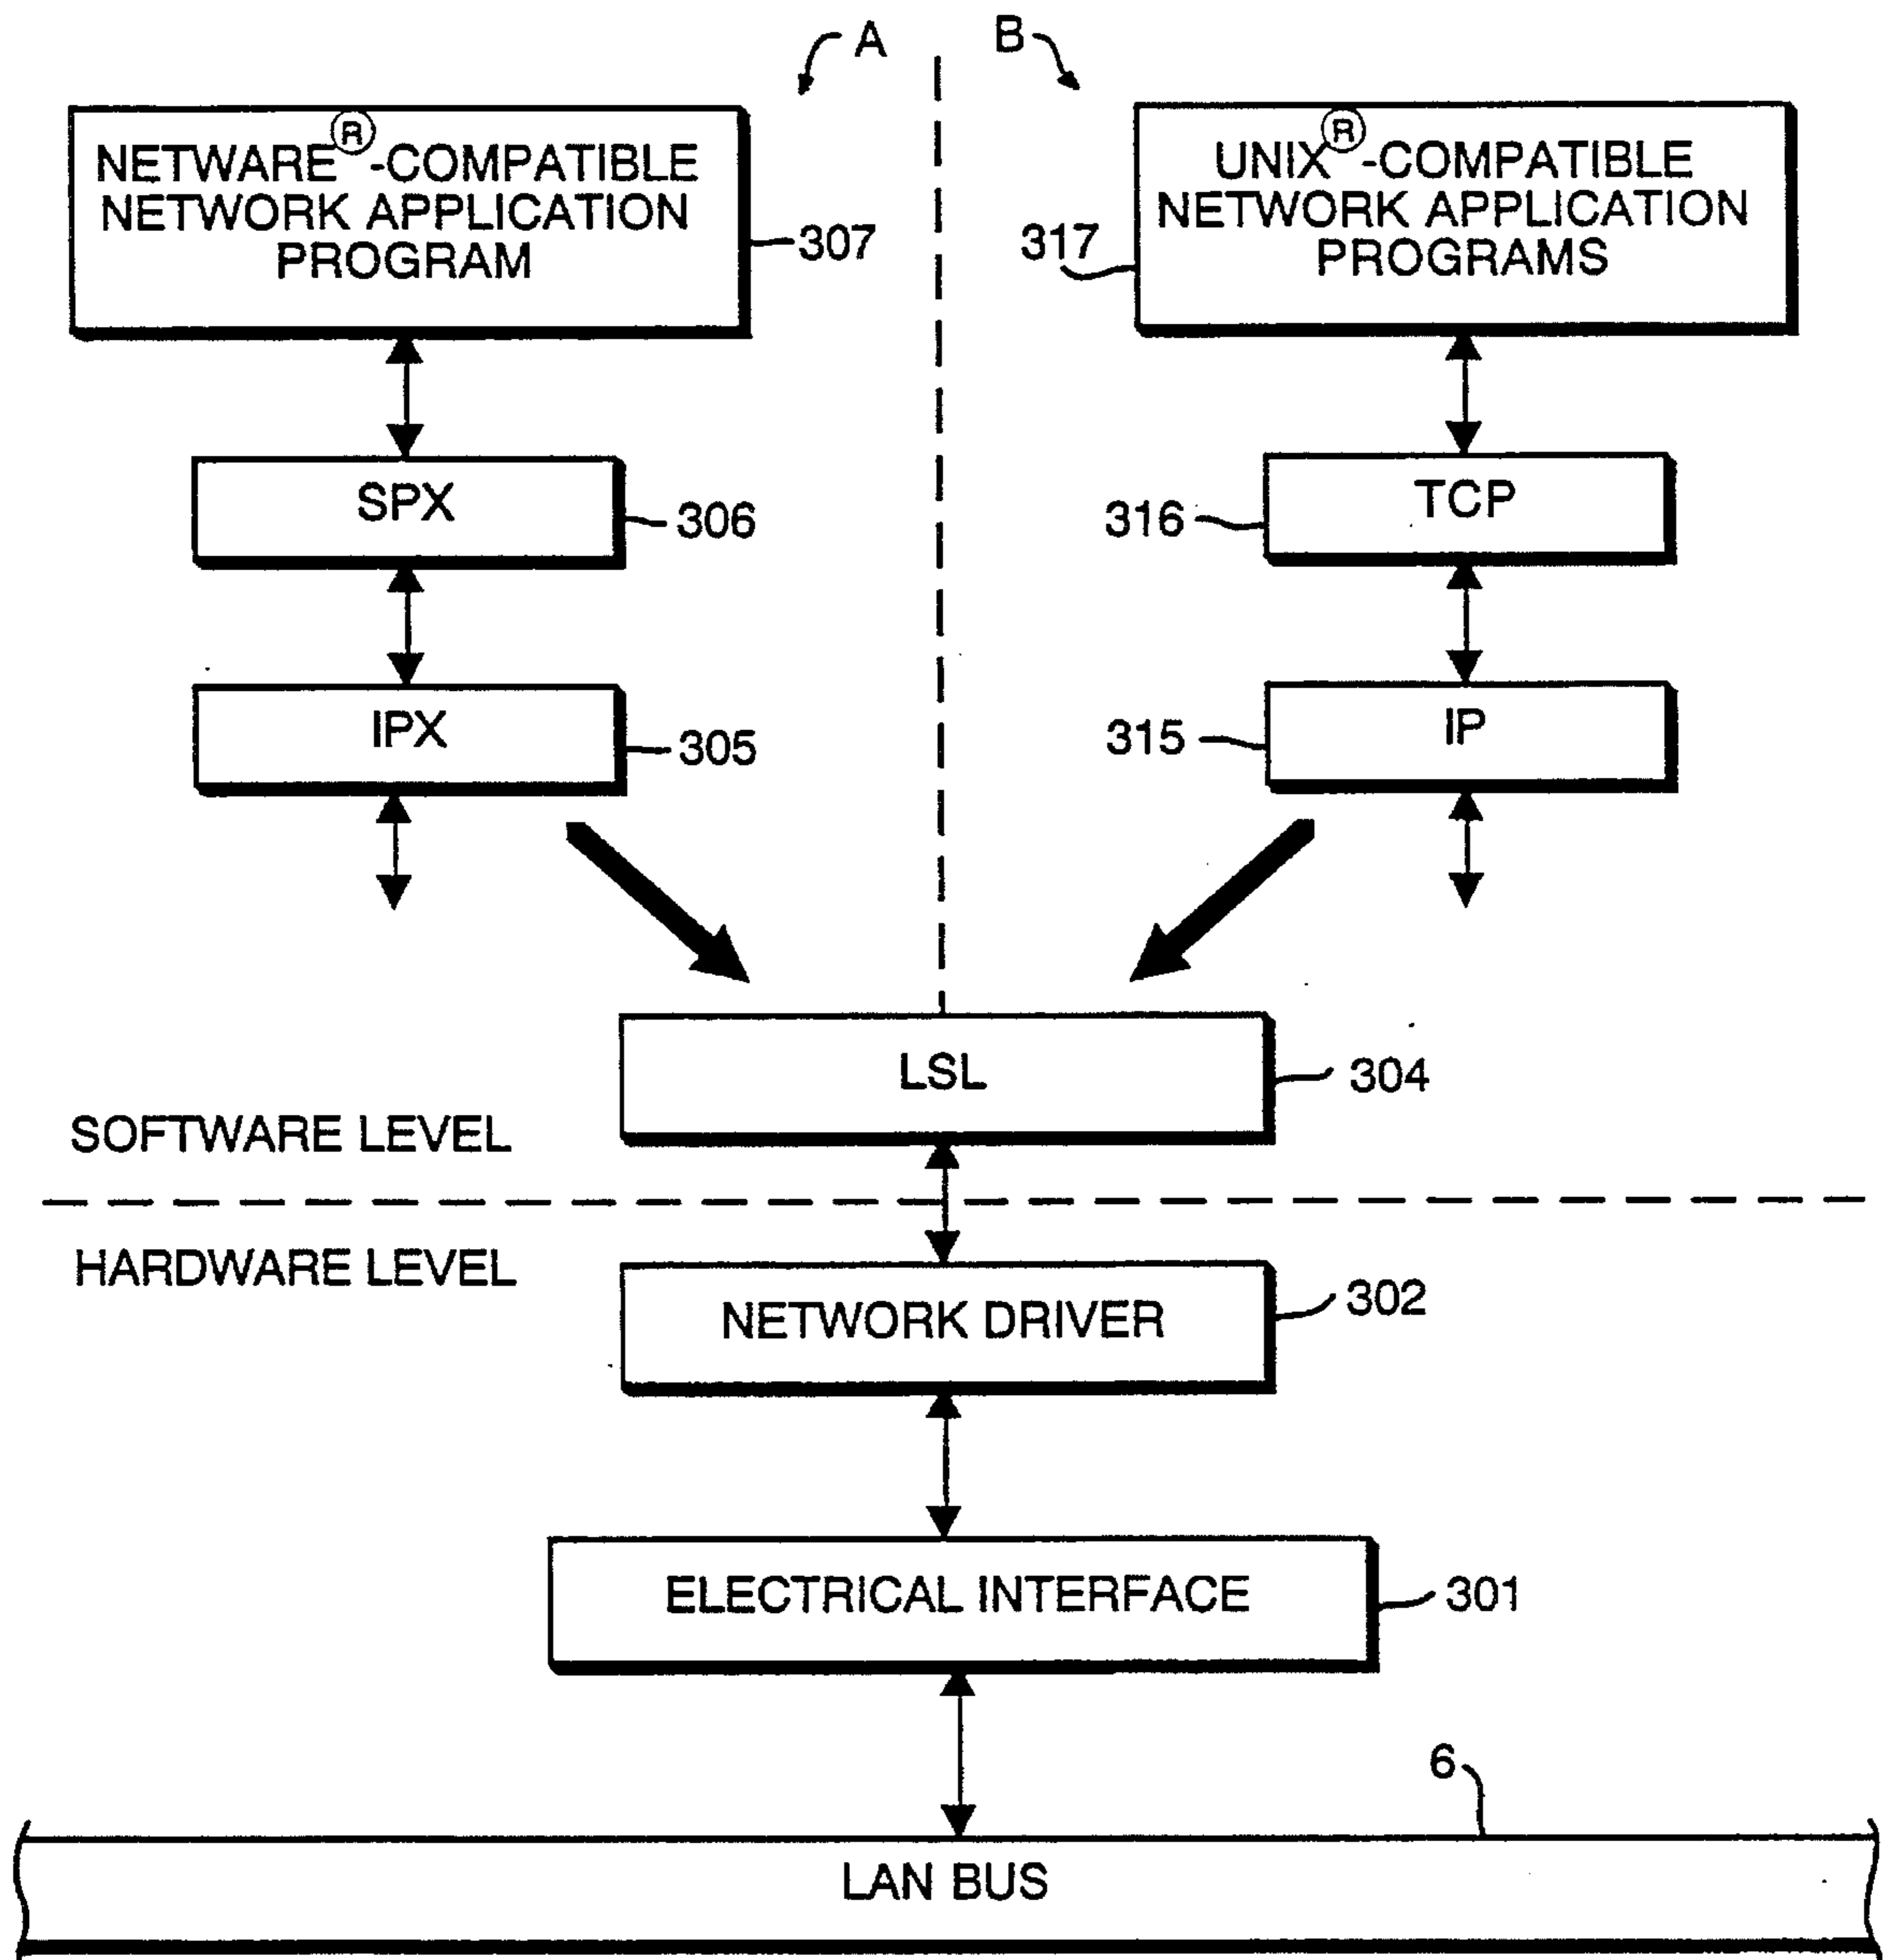 A
B
NETWARE®-COMPATIBLE
NETWORK APPLICATION
PROGRAM
307
UNIX®-COMPATIBLE
NETWORK APPLICATION
PROGRAMS
317
SPX
306
TCP
316
IPX
305
IP
315
LSL
304
SOFTWARE LEVEL
HARDWARE LEVEL
NETWORK DRIVER
302
ELECTRICAL INTERFACE
301
6
LAN BUS